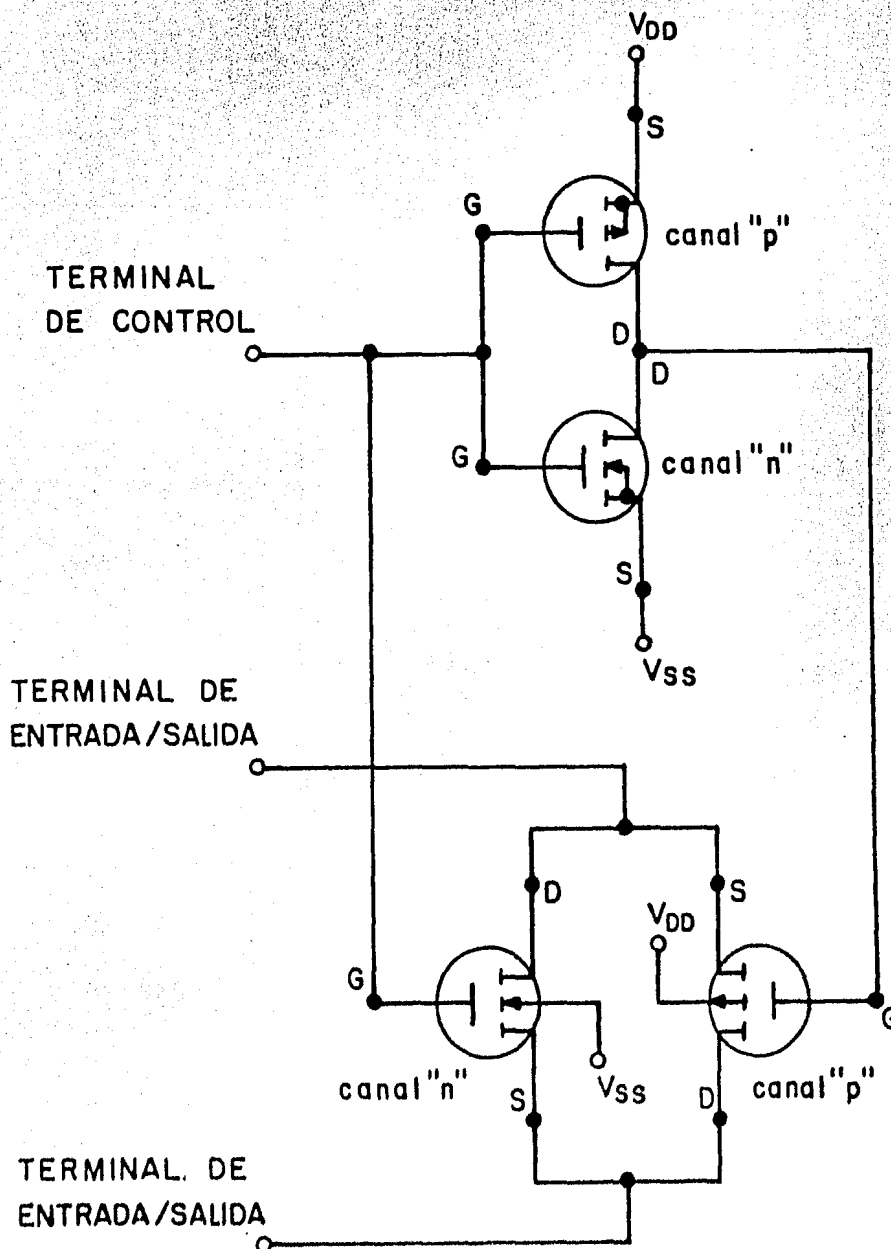 VDD
S
G
canal "p"
TERMINAL
DE CONTROL
D
D
G
canal "n"
S
VSS
TERMINAL DE
ENTRADA/SALIDA
D
S
VDD
G
G
canal "n"
VSS
canal "p"
S
D
TERMINAL. DE
ENTRADA/SALIDA